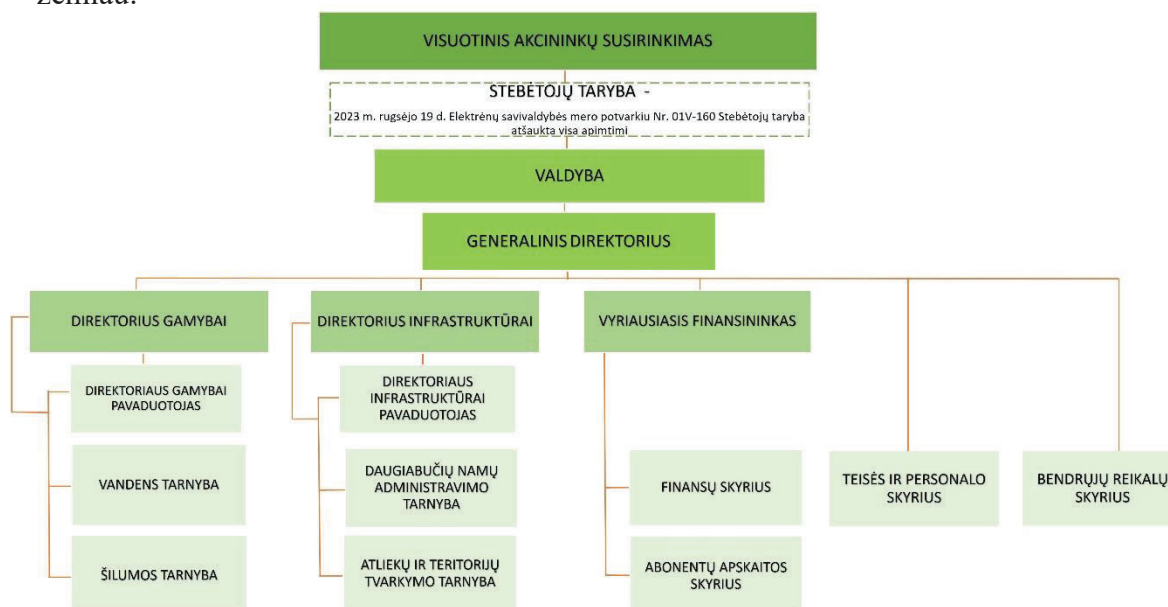 žemiau.
VISUOTINIS AKCININKŲ SUSIRINKIMAS
STEBĖTOJŲ TARYBA -
2023 m. rugsėjo 19 d. Elektrėnų savivaldybės mero potvarkiu Nr. 01V-160 Stebėtojų taryba
atšaukta visa apimtimi
VALDYBA
GENERALINIS DIREKTORIUS
DIREKTORIUS GAMYBAI
DIREKTORIUS INFRASTRUKTŪRAI
VYRIAUSIASIS FINANSININKAS
DIREKTORIAUS GAMYBAI
PAVADUOTOJAS
DIREKTORIAUS
INFRASTRUKTŪRAI
PAVADUOTOJAS
VANDENS TARNYBA
DAUGIABUČIŲ NAMŲ
ADMINISTRAVIMO
TARNYBA
FINANSŲ SKYRIUS
TEISĖS IR PERSONALO
SKYRIUS
BENDRŲJŲ REIKALŲ
SKYRIUS
ŠILUMOS TARNYBA
ATLIEKŲ IR TERITORIJŲ
TVARKYMO TARNYBA
ABONENTŲ APSKAITOS
SKYRIUS